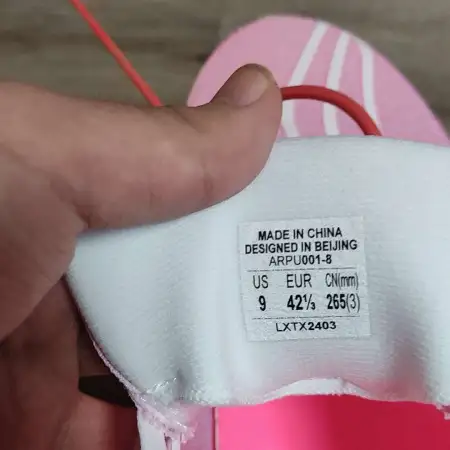 MADE IN CHINA
DESIGNED IN BEIJING
ARPU001-8
US EUR CN(mm)
9 42⅓ 265(3)
LXTX2403